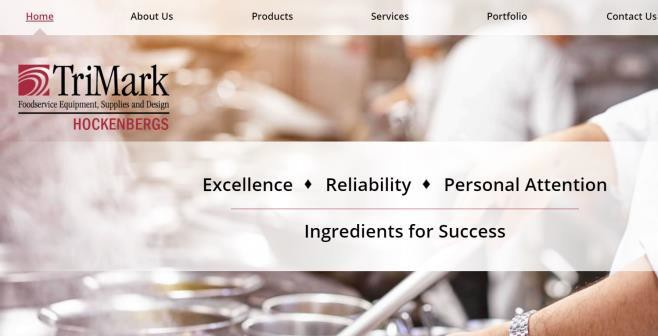 Home About Us Products Services Portfolio Contact Us
TriMark
Foodservice Equipment, Supplies and Design
HOCKENBERGS
Excellence ♦ Reliability ♦ Personal Attention
Ingredients for Success